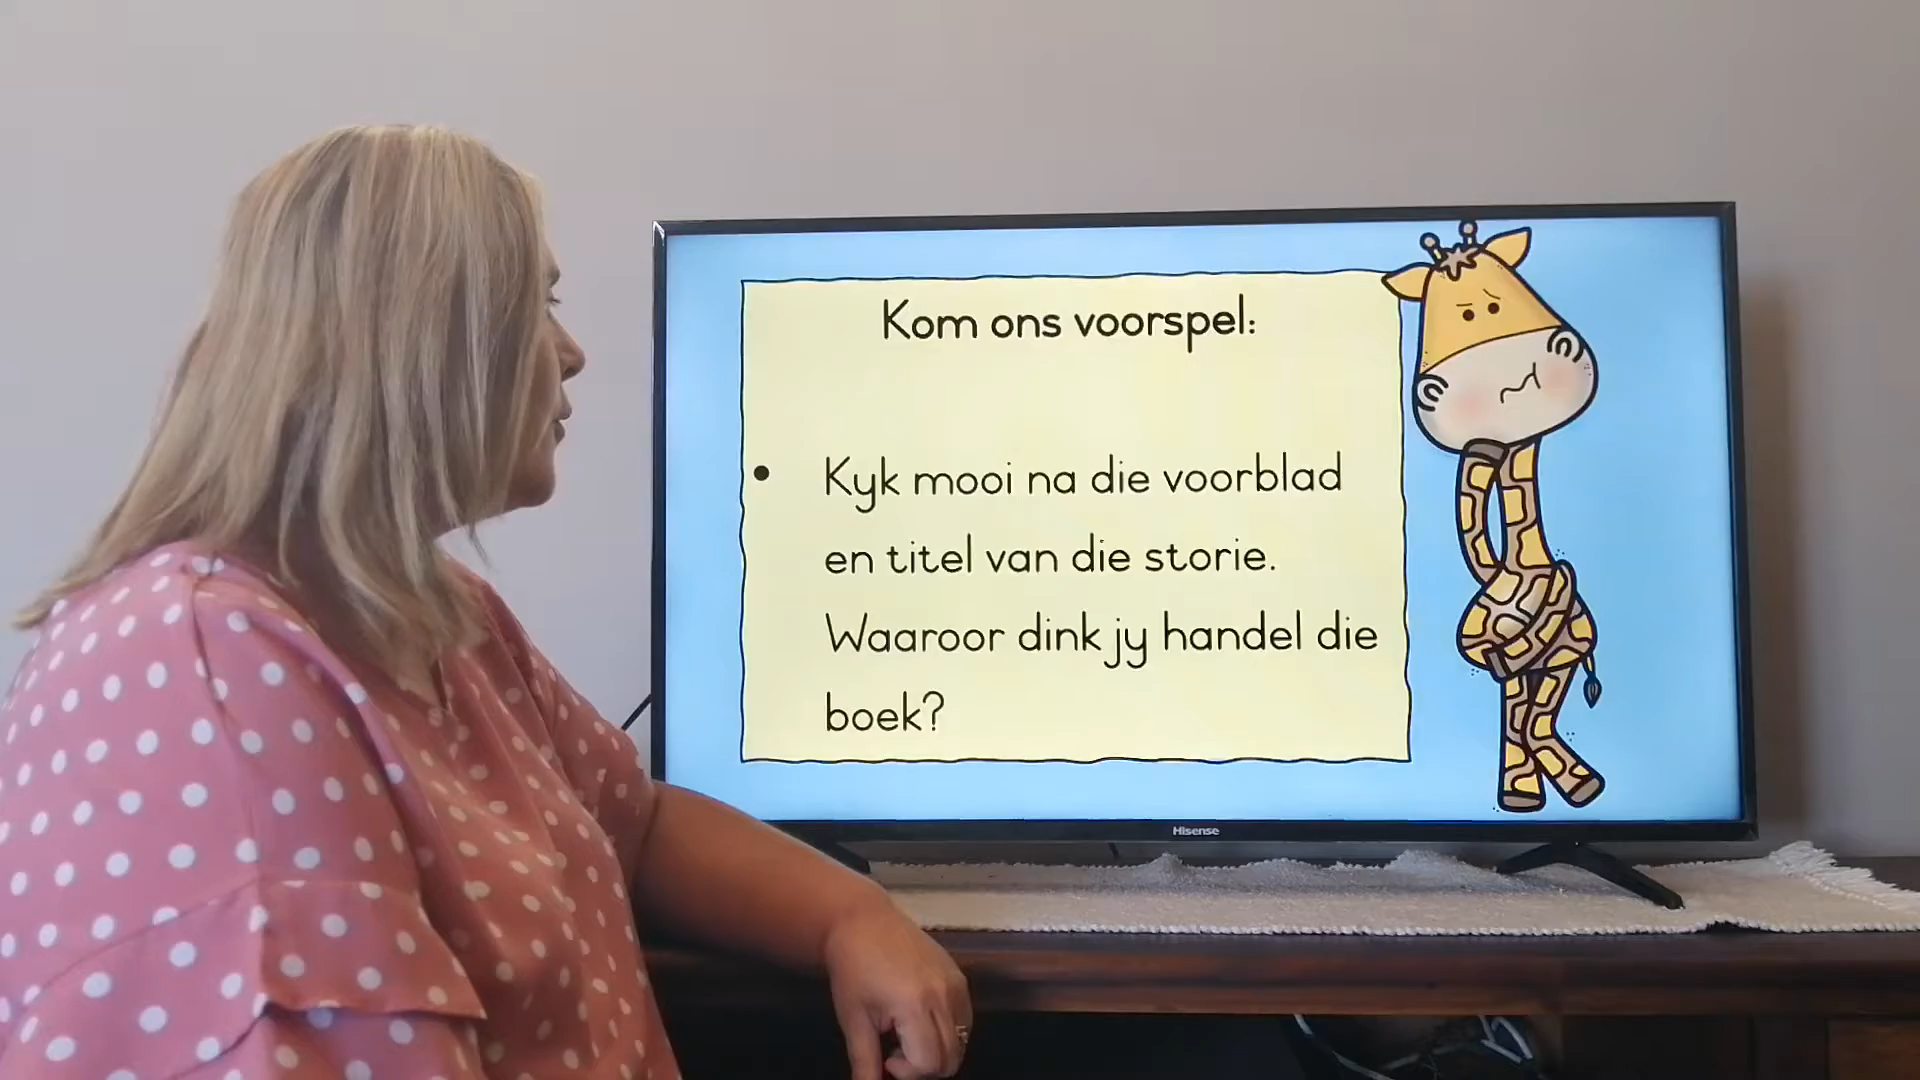 Kom ons voorspel:
• Kyk mooi na die voorblad
en titel van die storie.
Waaroor dink jy handel die
boek?
Hisense